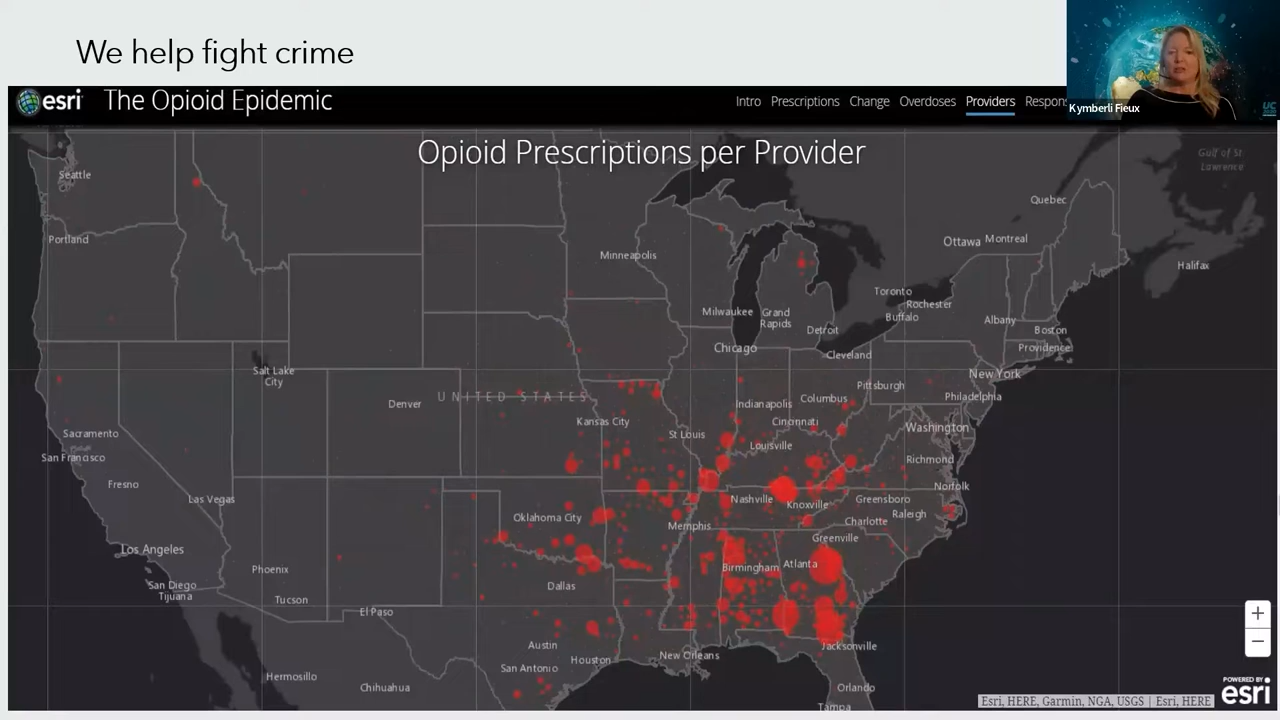 We help fight crime
esri
The Opioid Epidemic
Intro Prescriptions Change Overdoses Providers Respon
Kymberli Fieux
UC
Opioid Prescriptions per Provider
Gulf of St
Lawrence
Seattle
Quebec
Portland
Ottawa Montreal
Minneapolis
Halifax
Toronto
Rochester
Buffalo
Milwaukee
Grand
Rapids
Detroit
Albany
Boston
Chicago
Cleveland
Providence
Salt Lake
City
New York
Pittsburgh
Denver
UNITED STATES
Indianapolis
Columbus
Philadelphia
Kansas City
Cincinnati
Sacramento
St Louis
Washington
Louisville
San Francisco
Richmond
Fresno
Las Vegas
Norfolk
Nashville
Knoxville
Greensboro
Raleigh
Oklahoma City
Memphis
Charlotte
Los Angeles
Greenville
Phoenix
Birmingham
Atlanta
San Diego
Tijuana
Dallas
Tucson
El Paso
Austin
Jacksonville
New Orleans
Houston
San Antonio
Hermosillo
Chihuahua
Orlando
Tampa
+
−
POWERED BY
esri
Esri, HERE, Garmin, NGA, USGS | Esri, HERE